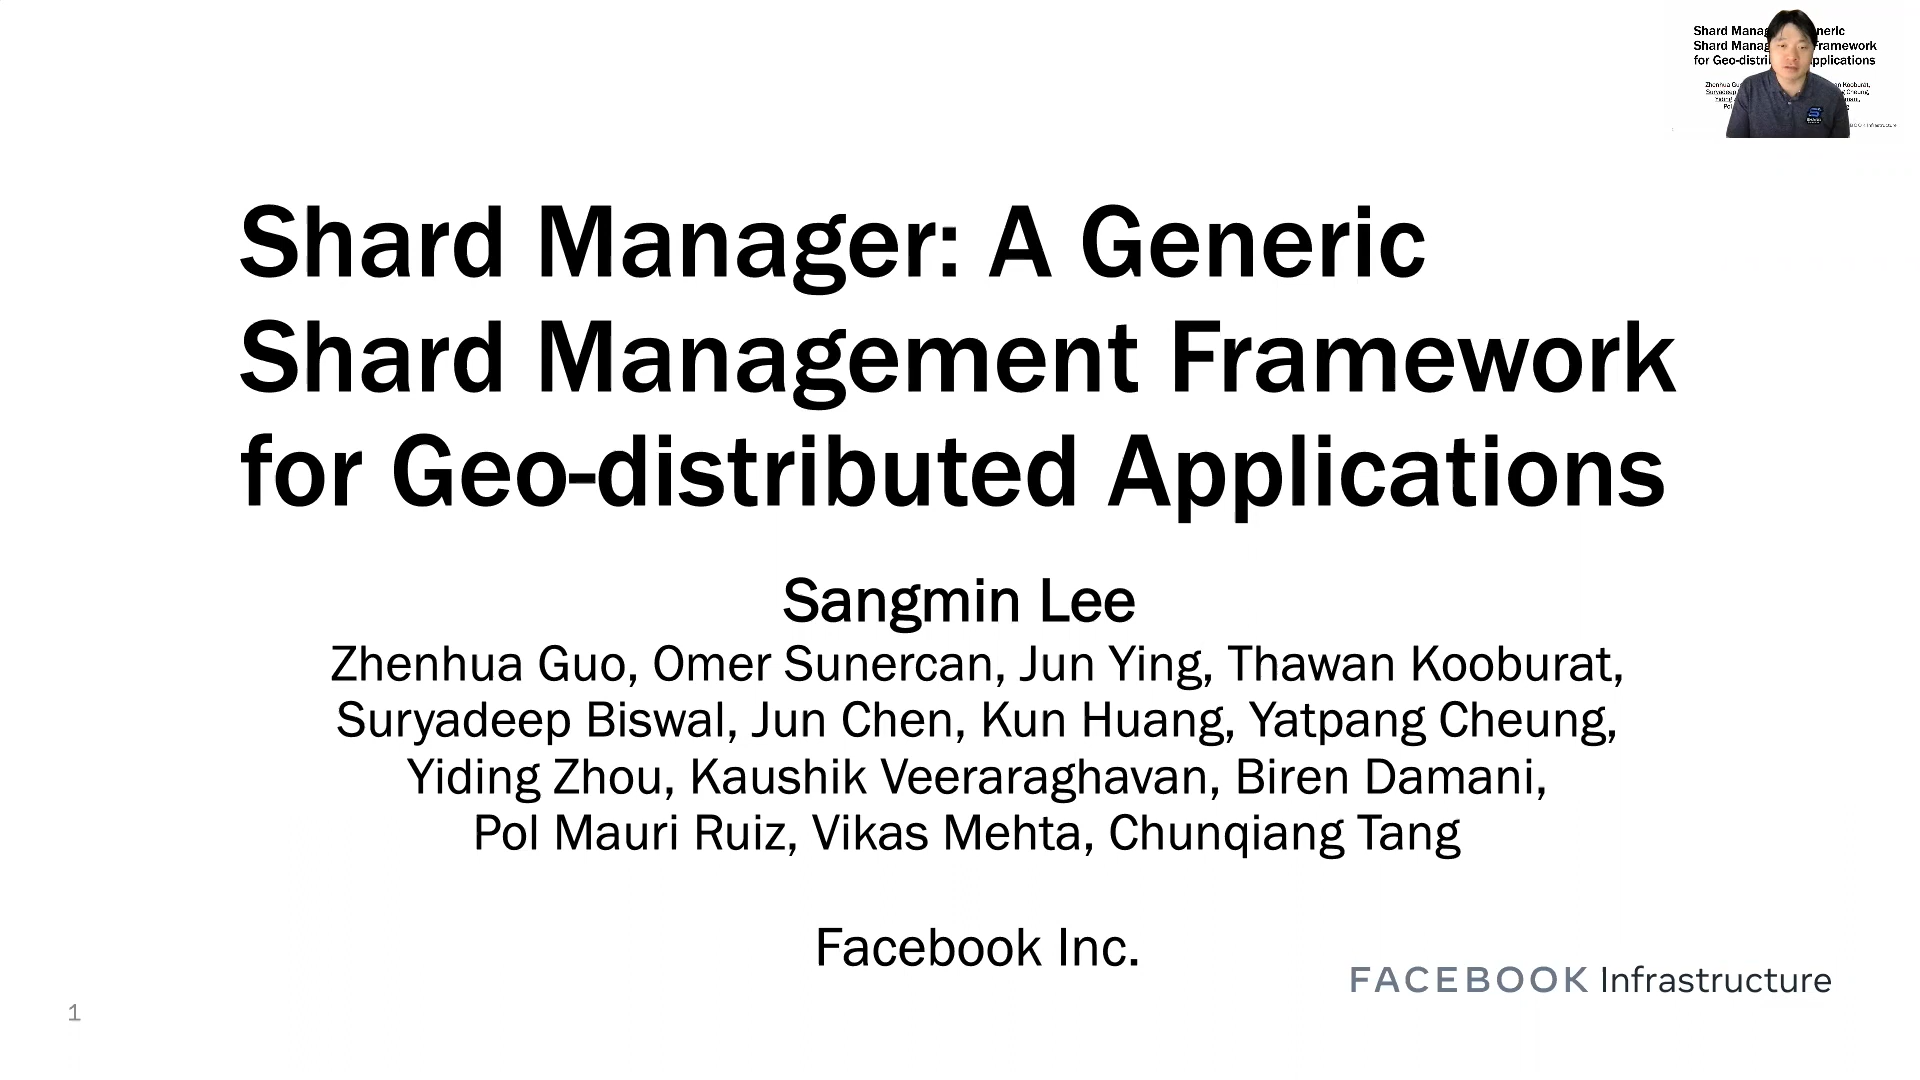 Shard Manager: A Generic
Shard Management Framework
for Geo-distributed Applications
Sangmin Lee
Zhenhua Guo, Omer Sunercan, Jun Ying, Thawan Kooburat,
Suryadeep Biswal, Jun Chen, Kun Huang, Yatpang Cheung,
Yiding Zhou, Kaushik Veeraraghavan, Biren Damani,
Pol Mauri Ruiz, Vikas Mehta, Chunqiang Tang
Facebook Inc.
FACEBOOK Infrastructure
1